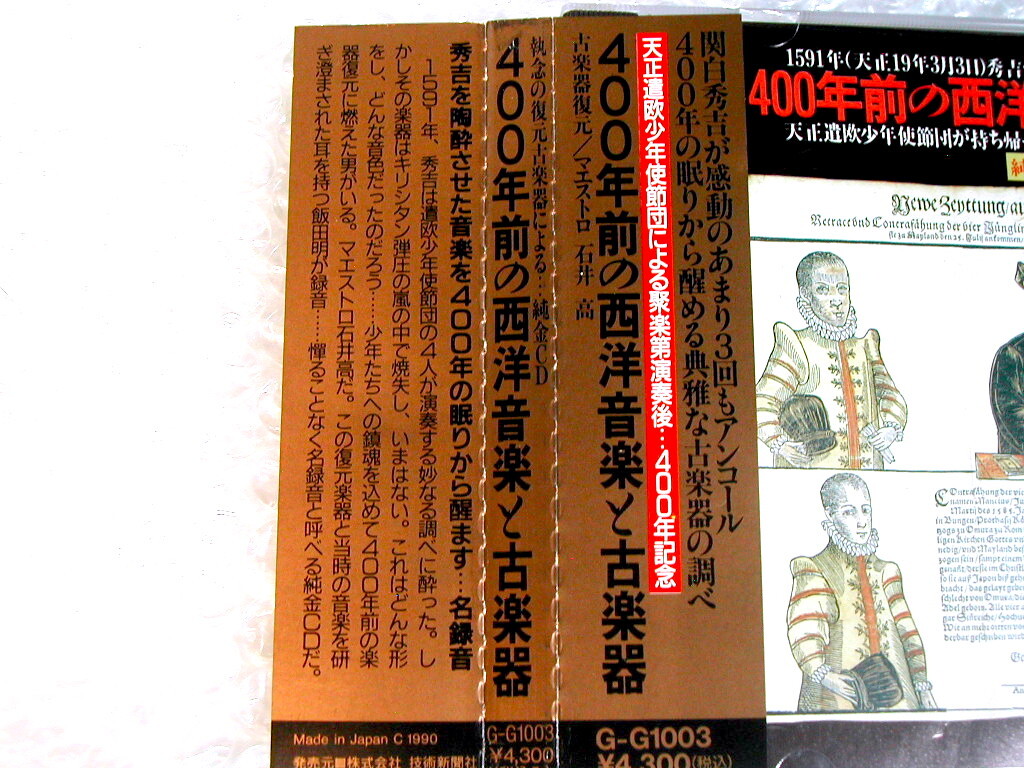 関白秀吉が感動のあまり3回もアンコール
400年の眠りから醒める典雅な古楽器の調べ
天正遣欧少年使節団による聚楽第演奏後…400年記念
400年前の西洋音楽と古楽器
古楽器復元/マエストロ 石井 高
G-G1003
¥4,300(税込)
執念の復元古楽器による…純金CD
400年前の西洋音楽と古楽器
G-G1003
¥4,300
秀吉を陶酔させた音楽を400年の眠りから醒ます…名録音
1591年、秀吉は遣欧少年使節団の4人が演奏する妙なる調べに酔った。し
かしその楽器はキリシタン弾圧の嵐の中で焼失し、いまはない。これはどんな形
をし、どんな音色だったのだろう……少年たちへの鎮魂を込めて400年前の楽
器復元に燃えた男がいる。マエストロ石井高だ。この復元楽器と当時の音楽を研
ぎ澄まされた耳を持つ飯田明が録音……憚ることなく名録音と呼べる純金CDだ。
Made in Japan C 1990
発売元■株式会社 技術新聞社
1591年(天正19年3月3日)秀吉
400年前の西洋
天正遣欧少年使節団が持ち帰
Newe Zeyttung/au
Retract vnd Contrafähung der vier Jüngli